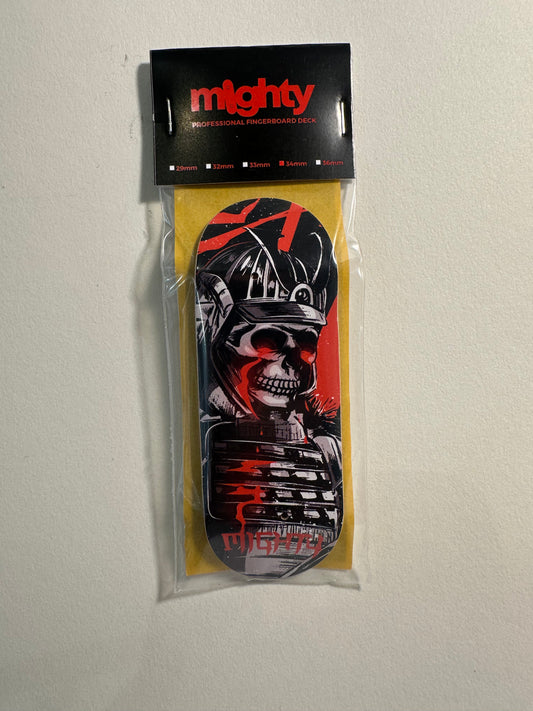 mighty
PROFESSIONAL FINGERBOARD DECK
29mm 32mm 33mm 34mm 36mm
MIGHTY